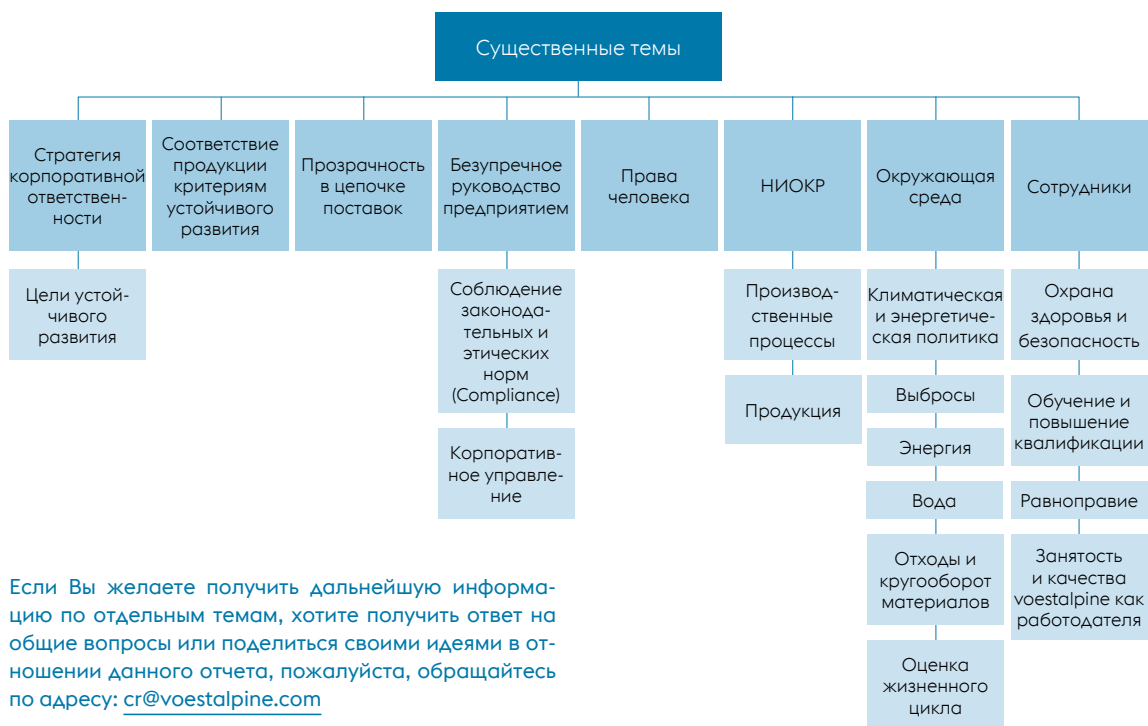 Существенные темы
Стратегия
корпоративной
ответствен-
ности
Соответствие
продукции
критериям
устойчивого
развития
Прозрачность
в цепочке
поставок
Безупречное
руководство
предприятием
Права
человека
НИОКР
Окружающая
среда
Сотрудники
Цели устой-
чивого
развития
Соблюдение
законода-
тельных и
этических
норм
(Compliance)
Корпоратив-
ное управле-
ние
Производ-
ственные
процессы
Продукция
Климатическая
и энергетиче-
ская политика
Выбросы
Энергия
Вода
Отходы и
кругооборот
материалов
Оценка
жизненного
цикла
Охрана
здоровья и
безопасность
Обучение и
повышение
квалификации
Равноправие
Занятость
и качества
voestalpine как
работодателя
Если Вы желаете получить дальнейшую информа-
цию по отдельным темам, хотите получить ответ на
общие вопросы или поделиться своими идеями в от-
ношении данного отчета, пожалуйста, обращайтесь
по адресу: cr@voestalpine.com